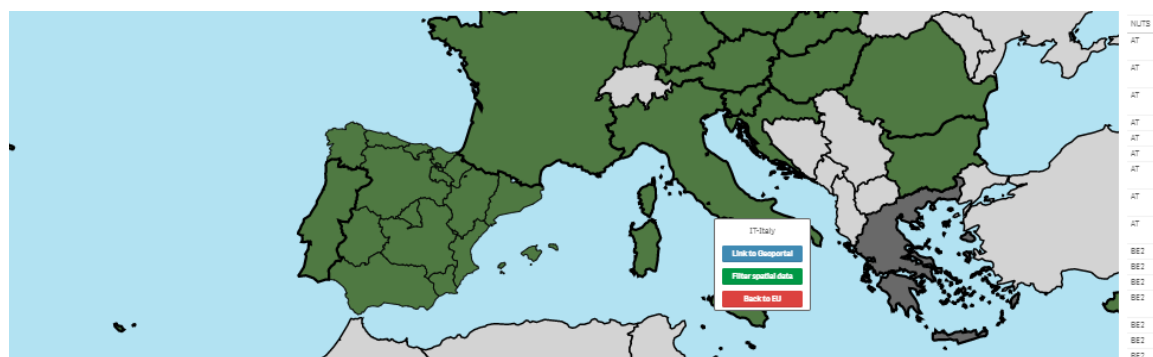 NUTS
AT
AT
AT
AT
AT
AT
AT
AT
AT
BE2
BE2
BE2
BE2
BE2
BE2
BE2
IT-Italy
Link to Geoportal
Filter spatial data
Back to EU